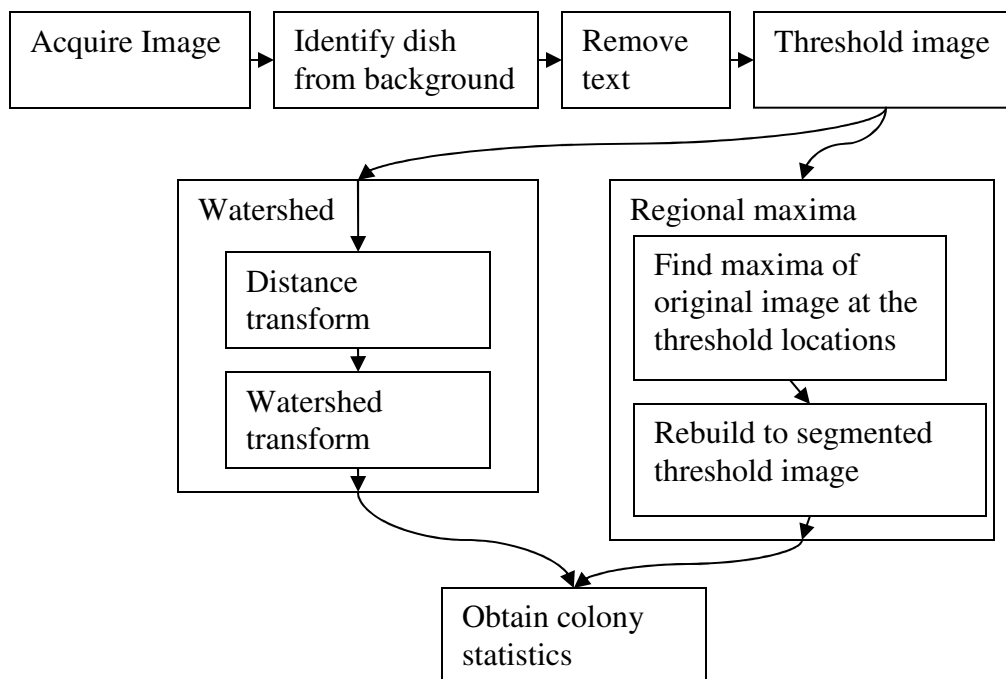 Acquire Image
Identify dish
from background
Remove
text
Threshold image
Watershed
Distance
transform
Watershed
transform
Regional maxima
Find maxima of
original image at the
threshold locations
Rebuild to segmented
threshold image
Obtain colony
statistics